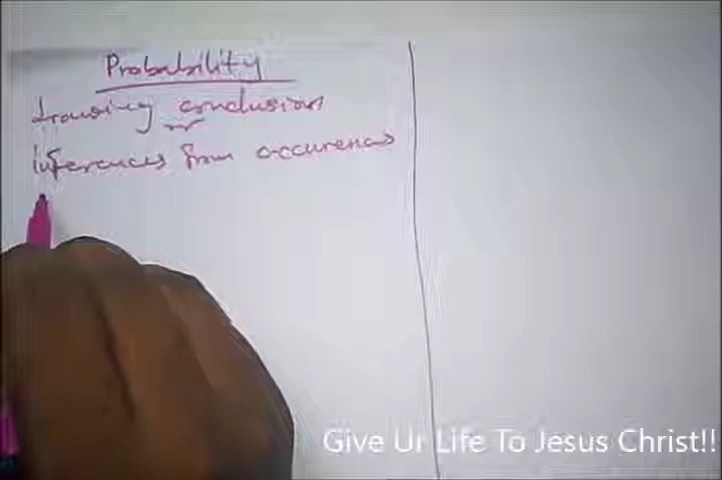 Probability
drawing conclusion
or
inferences from occurences
Give Ur Life To Jesus Christ!!